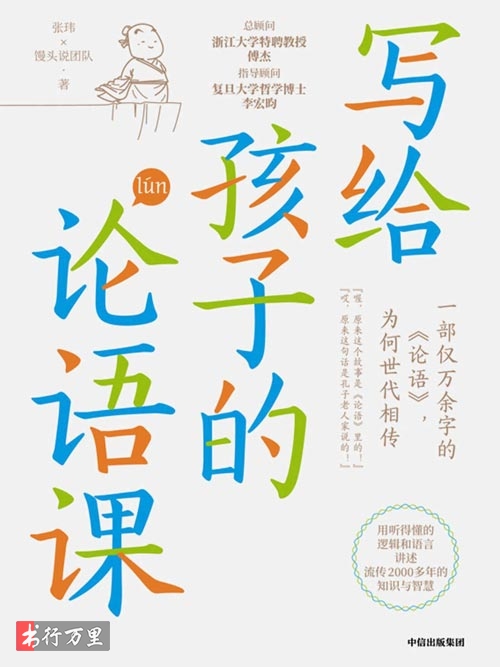 张玮
×
馒头说团队
·
著
总顾问
浙江大学特聘教授
傅杰
指导顾问
复旦大学哲学博士
李宏昀
写给
孩子的
lún
论语课
一部仅万余字的
《论语》，
为何世代相传
『喔，原来这个故事是《论语》里的！』
『哎，原来这句话是孔子老人家说的！』
用听得懂的
逻辑和语言
讲述
流传2000多年的
知识与智慧
书行万里
中信出版集团